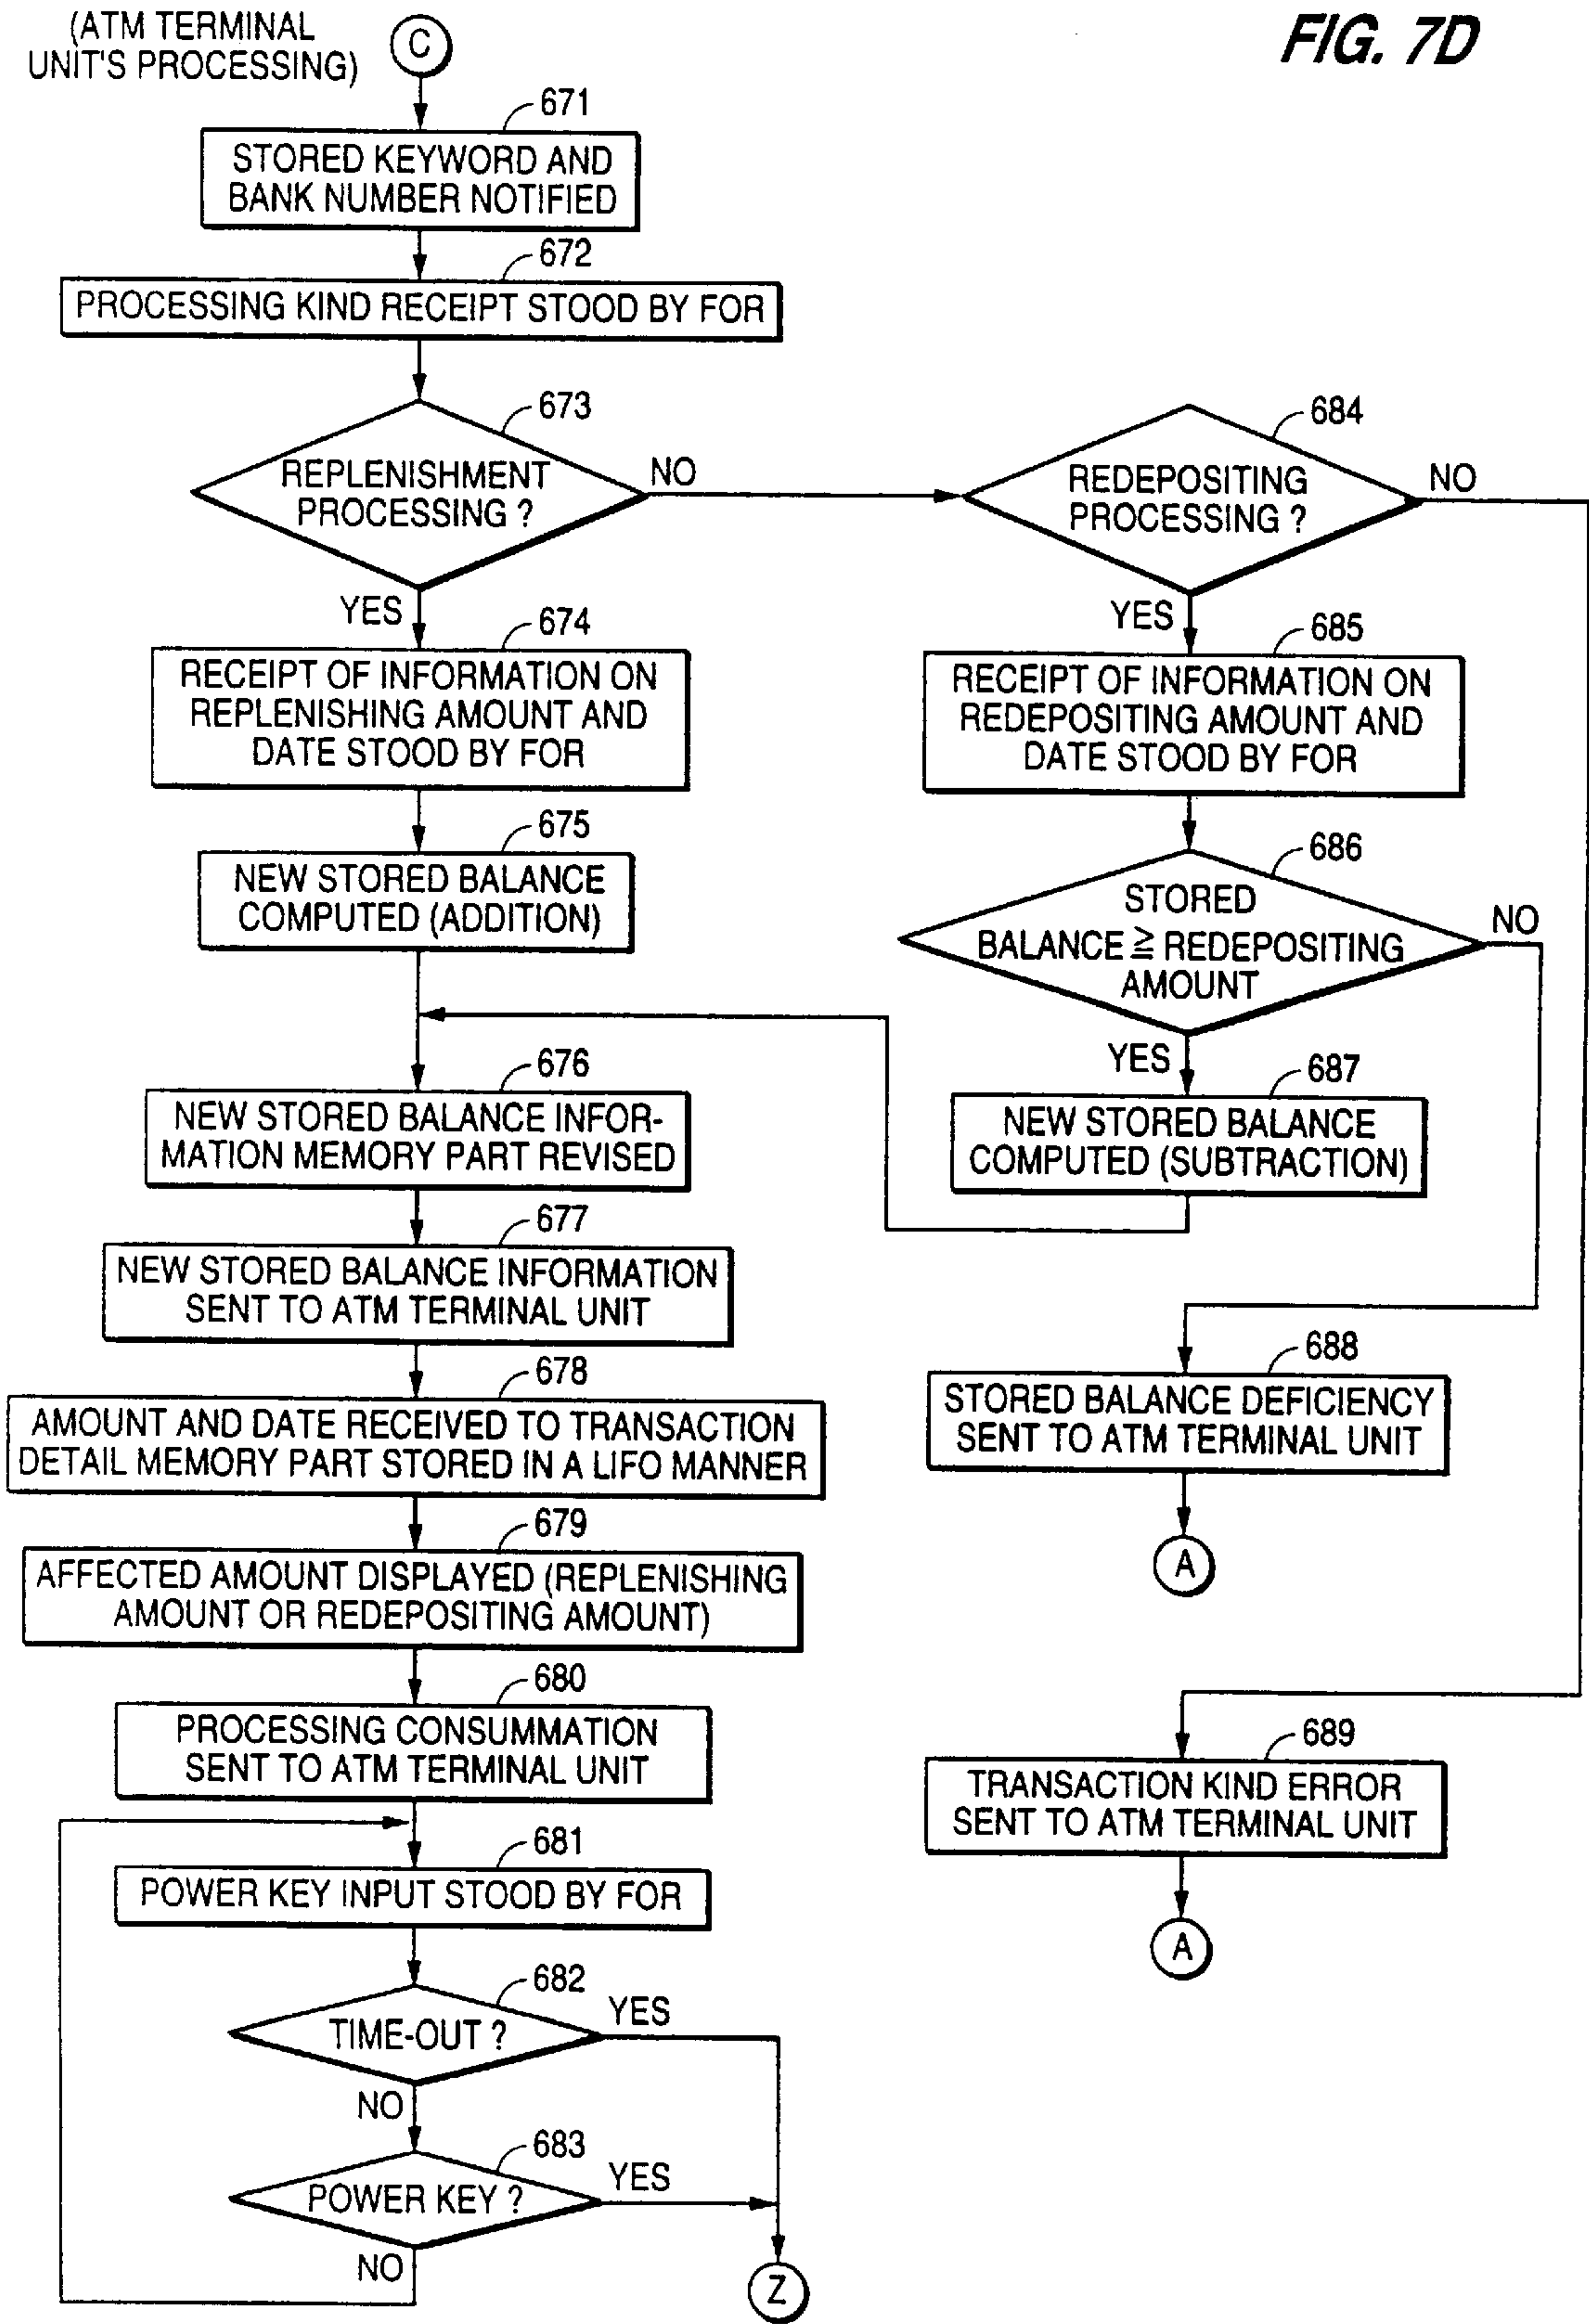 (ATM TERMINAL
UNIT'S PROCESSING)
C
FIG. 7D
671
STORED KEYWORD AND
BANK NUMBER NOTIFIED
672
PROCESSING KIND RECEIPT STOOD BY FOR
673
REPLENISHMENT
PROCESSING ?
NO
YES
684
REDEPOSITING
PROCESSING ?
NO
YES
674
RECEIPT OF INFORMATION ON
REPLENISHING AMOUNT AND
DATE STOOD BY FOR
685
RECEIPT OF INFORMATION ON
REDEPOSITING AMOUNT AND
DATE STOOD BY FOR
675
NEW STORED BALANCE
COMPUTED (ADDITION)
686
STORED
BALANCE ≧ REDEPOSITING
AMOUNT
NO
YES
676
NEW STORED BALANCE INFOR-
MATION MEMORY PART REVISED
687
NEW STORED BALANCE
COMPUTED (SUBTRACTION)
677
NEW STORED BALANCE INFORMATION
SENT TO ATM TERMINAL UNIT
678
AMOUNT AND DATE RECEIVED TO TRANSACTION
DETAIL MEMORY PART STORED IN A LIFO MANNER
688
STORED BALANCE DEFICIENCY
SENT TO ATM TERMINAL UNIT
A
679
AFFECTED AMOUNT DISPLAYED (REPLENISHING
AMOUNT OR REDEPOSITING AMOUNT)
680
PROCESSING CONSUMMATION
SENT TO ATM TERMINAL UNIT
689
TRANSACTION KIND ERROR
SENT TO ATM TERMINAL UNIT
A
681
POWER KEY INPUT STOOD BY FOR
682
TIME-OUT ?
YES
NO
683
POWER KEY ?
YES
NO
Z